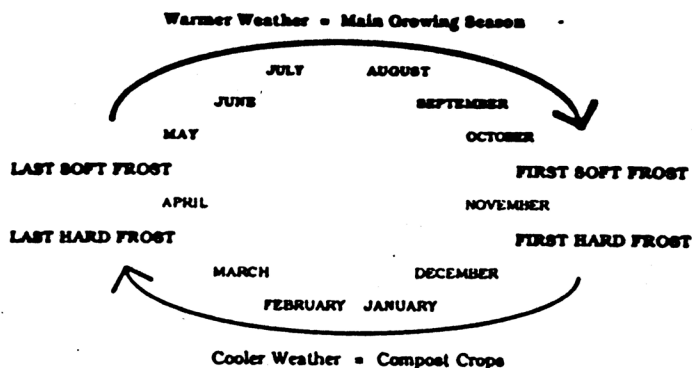 Warmer Weather = Main Growing Season
JULY AUGUST
JUNE SEPTEMBER
MAY OCTOBER
LAST SOFT FROST FIRST SOFT FROST
APRIL NOVEMBER
LAST HARD FROST FIRST HARD FROST
MARCH DECEMBER
FEBRUARY JANUARY
Cooler Weather = Compost Crops